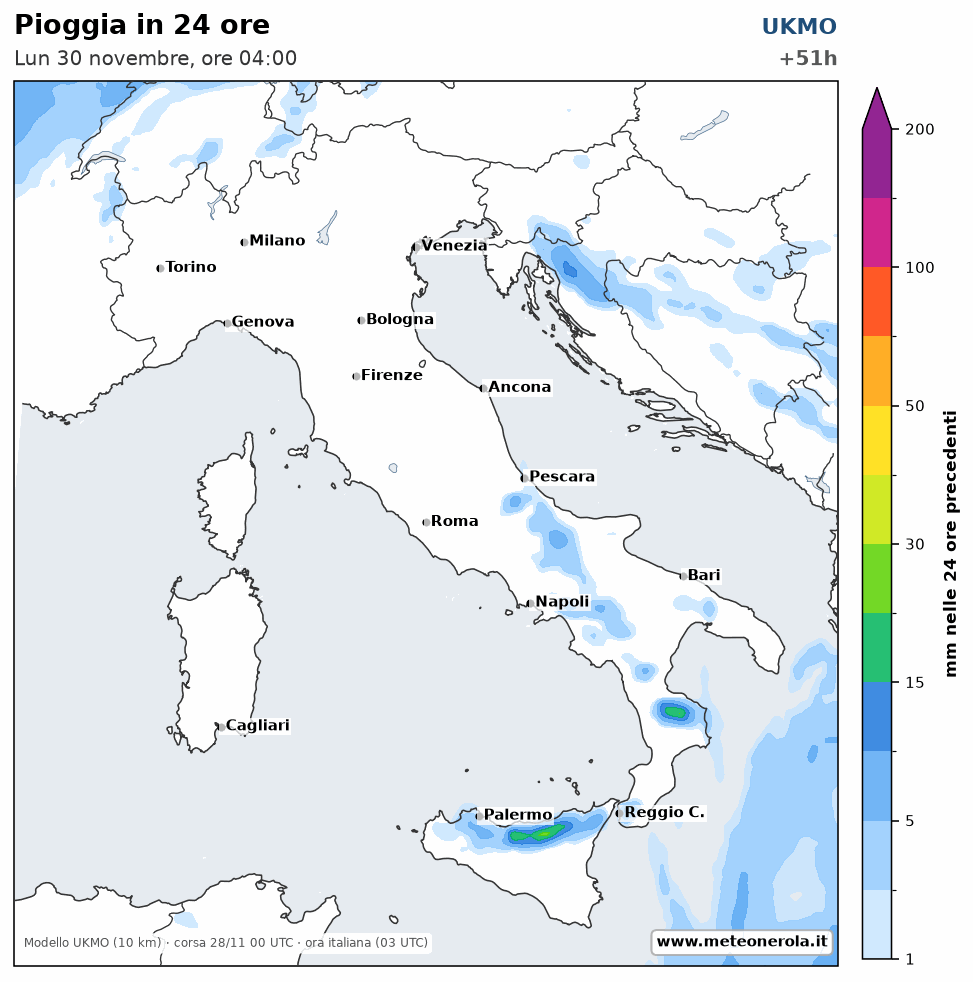 Pioggia in 24 ore
UKMO
Lun 30 novembre, ore 04:00
+51h
200
100
50
30
15
5
1
mm nelle 24 ore precedenti
Milano
Venezia
Torino
Genova
Bologna
Firenze
Ancona
Pescara
Roma
Bari
Napoli
Cagliari
Palermo
Reggio C.
Modello UKMO (10 km) · corsa 28/11 00 UTC · ora italiana (03 UTC)
www.meteonerola.it